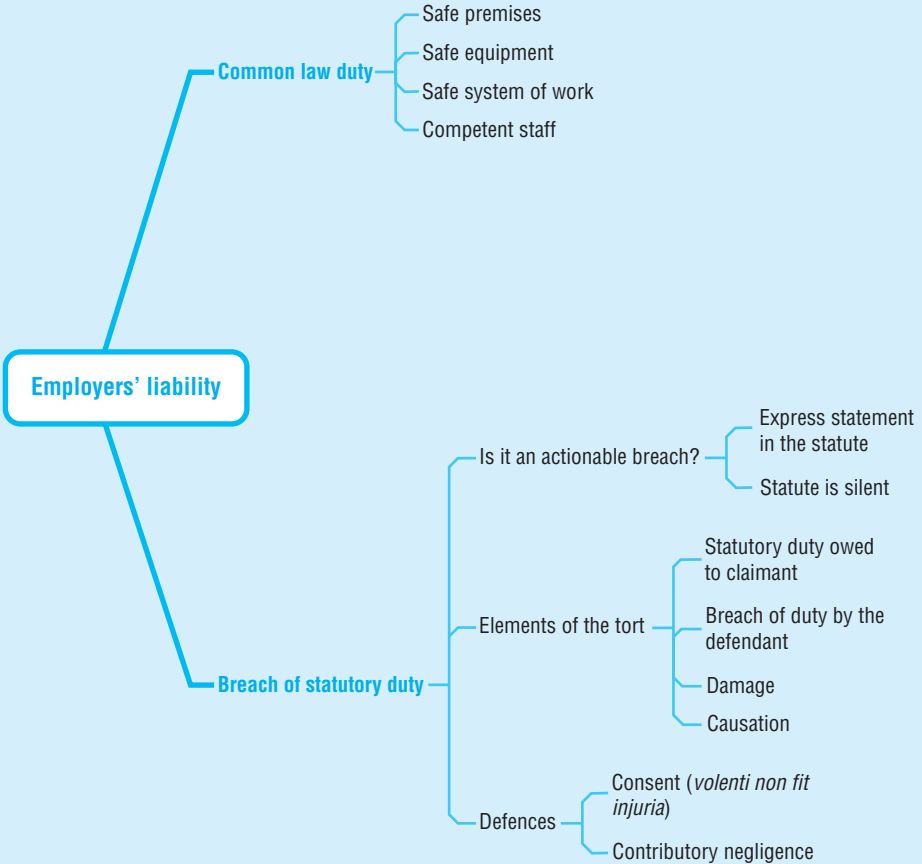 Safe premises
Safe equipment
Common law duty
Safe system of work
Competent staff
Employers’ liability
Express statement
in the statute
Is it an actionable breach?
Statute is silent
Statutory duty owed
to claimant
Elements of the tort
Breach of duty by the
defendant
Breach of statutory duty
Damage
Causation
Consent (volenti non fit
injuria)
Defences
Contributory negligence